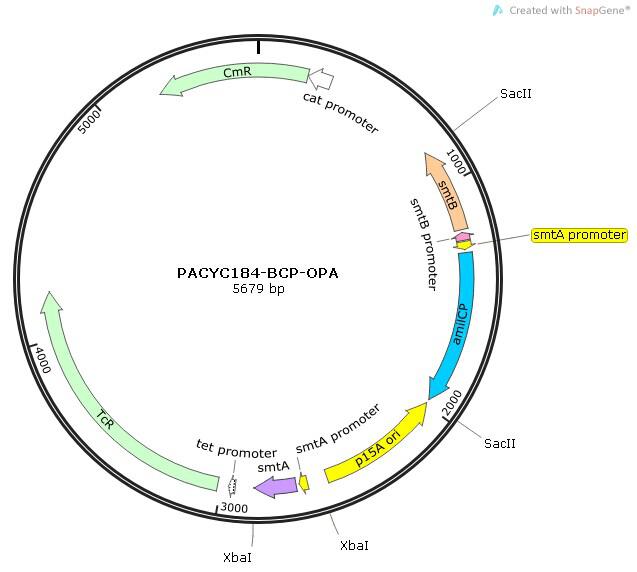 Created with SnapGene®
CmR
cat promoter
SacII
5000
1000
smtB
smtB promoter
smtA promoter
PACYC184-BCP-OPA
5679 bp
amilCP
4000
2000
TcR
tet promoter
smtA promoter
p15A ori
SacII
smtA
3000
XbaI
XbaI